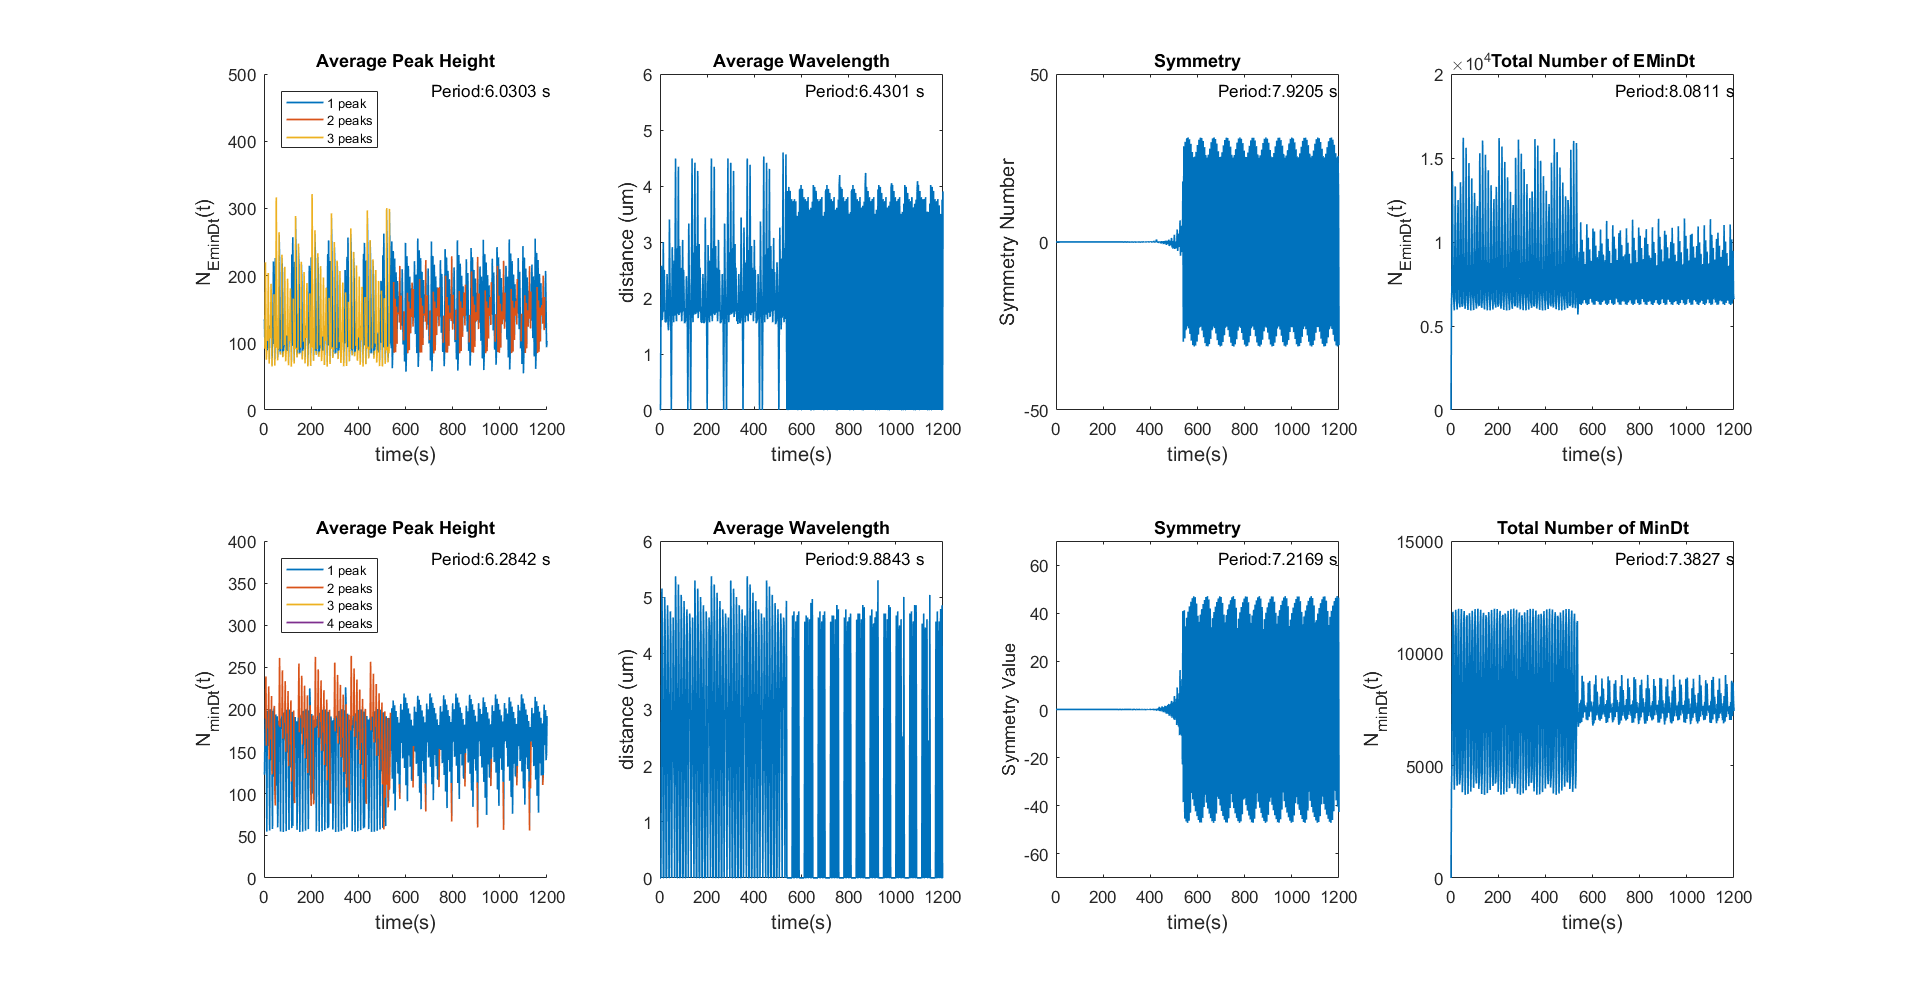 Average Peak Height
Period:6.0303 s
1 peak
2 peaks
3 peaks
N_EminDt(t)
500
400
300
200
100
0
0 200 400 600 800 1000 1200
time(s)
Average Wavelength
Period:6.4301 s
distance (um)
6
5
4
3
2
1
0
0 200 400 600 800 1000 1200
time(s)
Symmetry
Period:7.9205 s
Symmetry Number
50
0
-50
0 200 400 600 800 1000 1200
time(s)
×10^4 Total Number of EMinDt
Period:8.0811 s
N_EminDt(t)
2
1.5
1
0.5
0
0 200 400 600 800 1000 1200
time(s)
Average Peak Height
Period:6.2842 s
1 peak
2 peaks
3 peaks
4 peaks
N_minDt(t)
400
350
300
250
200
150
100
50
0
0 200 400 600 800 1000 1200
time(s)
Average Wavelength
Period:9.8843 s
distance (um)
6
5
4
3
2
1
0
0 200 400 600 800 1000 1200
time(s)
Symmetry
Period:7.2169 s
Symmetry Value
60
40
20
0
-20
-40
-60
0 200 400 600 800 1000 1200
time(s)
Total Number of MinDt
Period:7.3827 s
N_minDt(t)
15000
10000
5000
0
0 200 400 600 800 1000 1200
time(s)